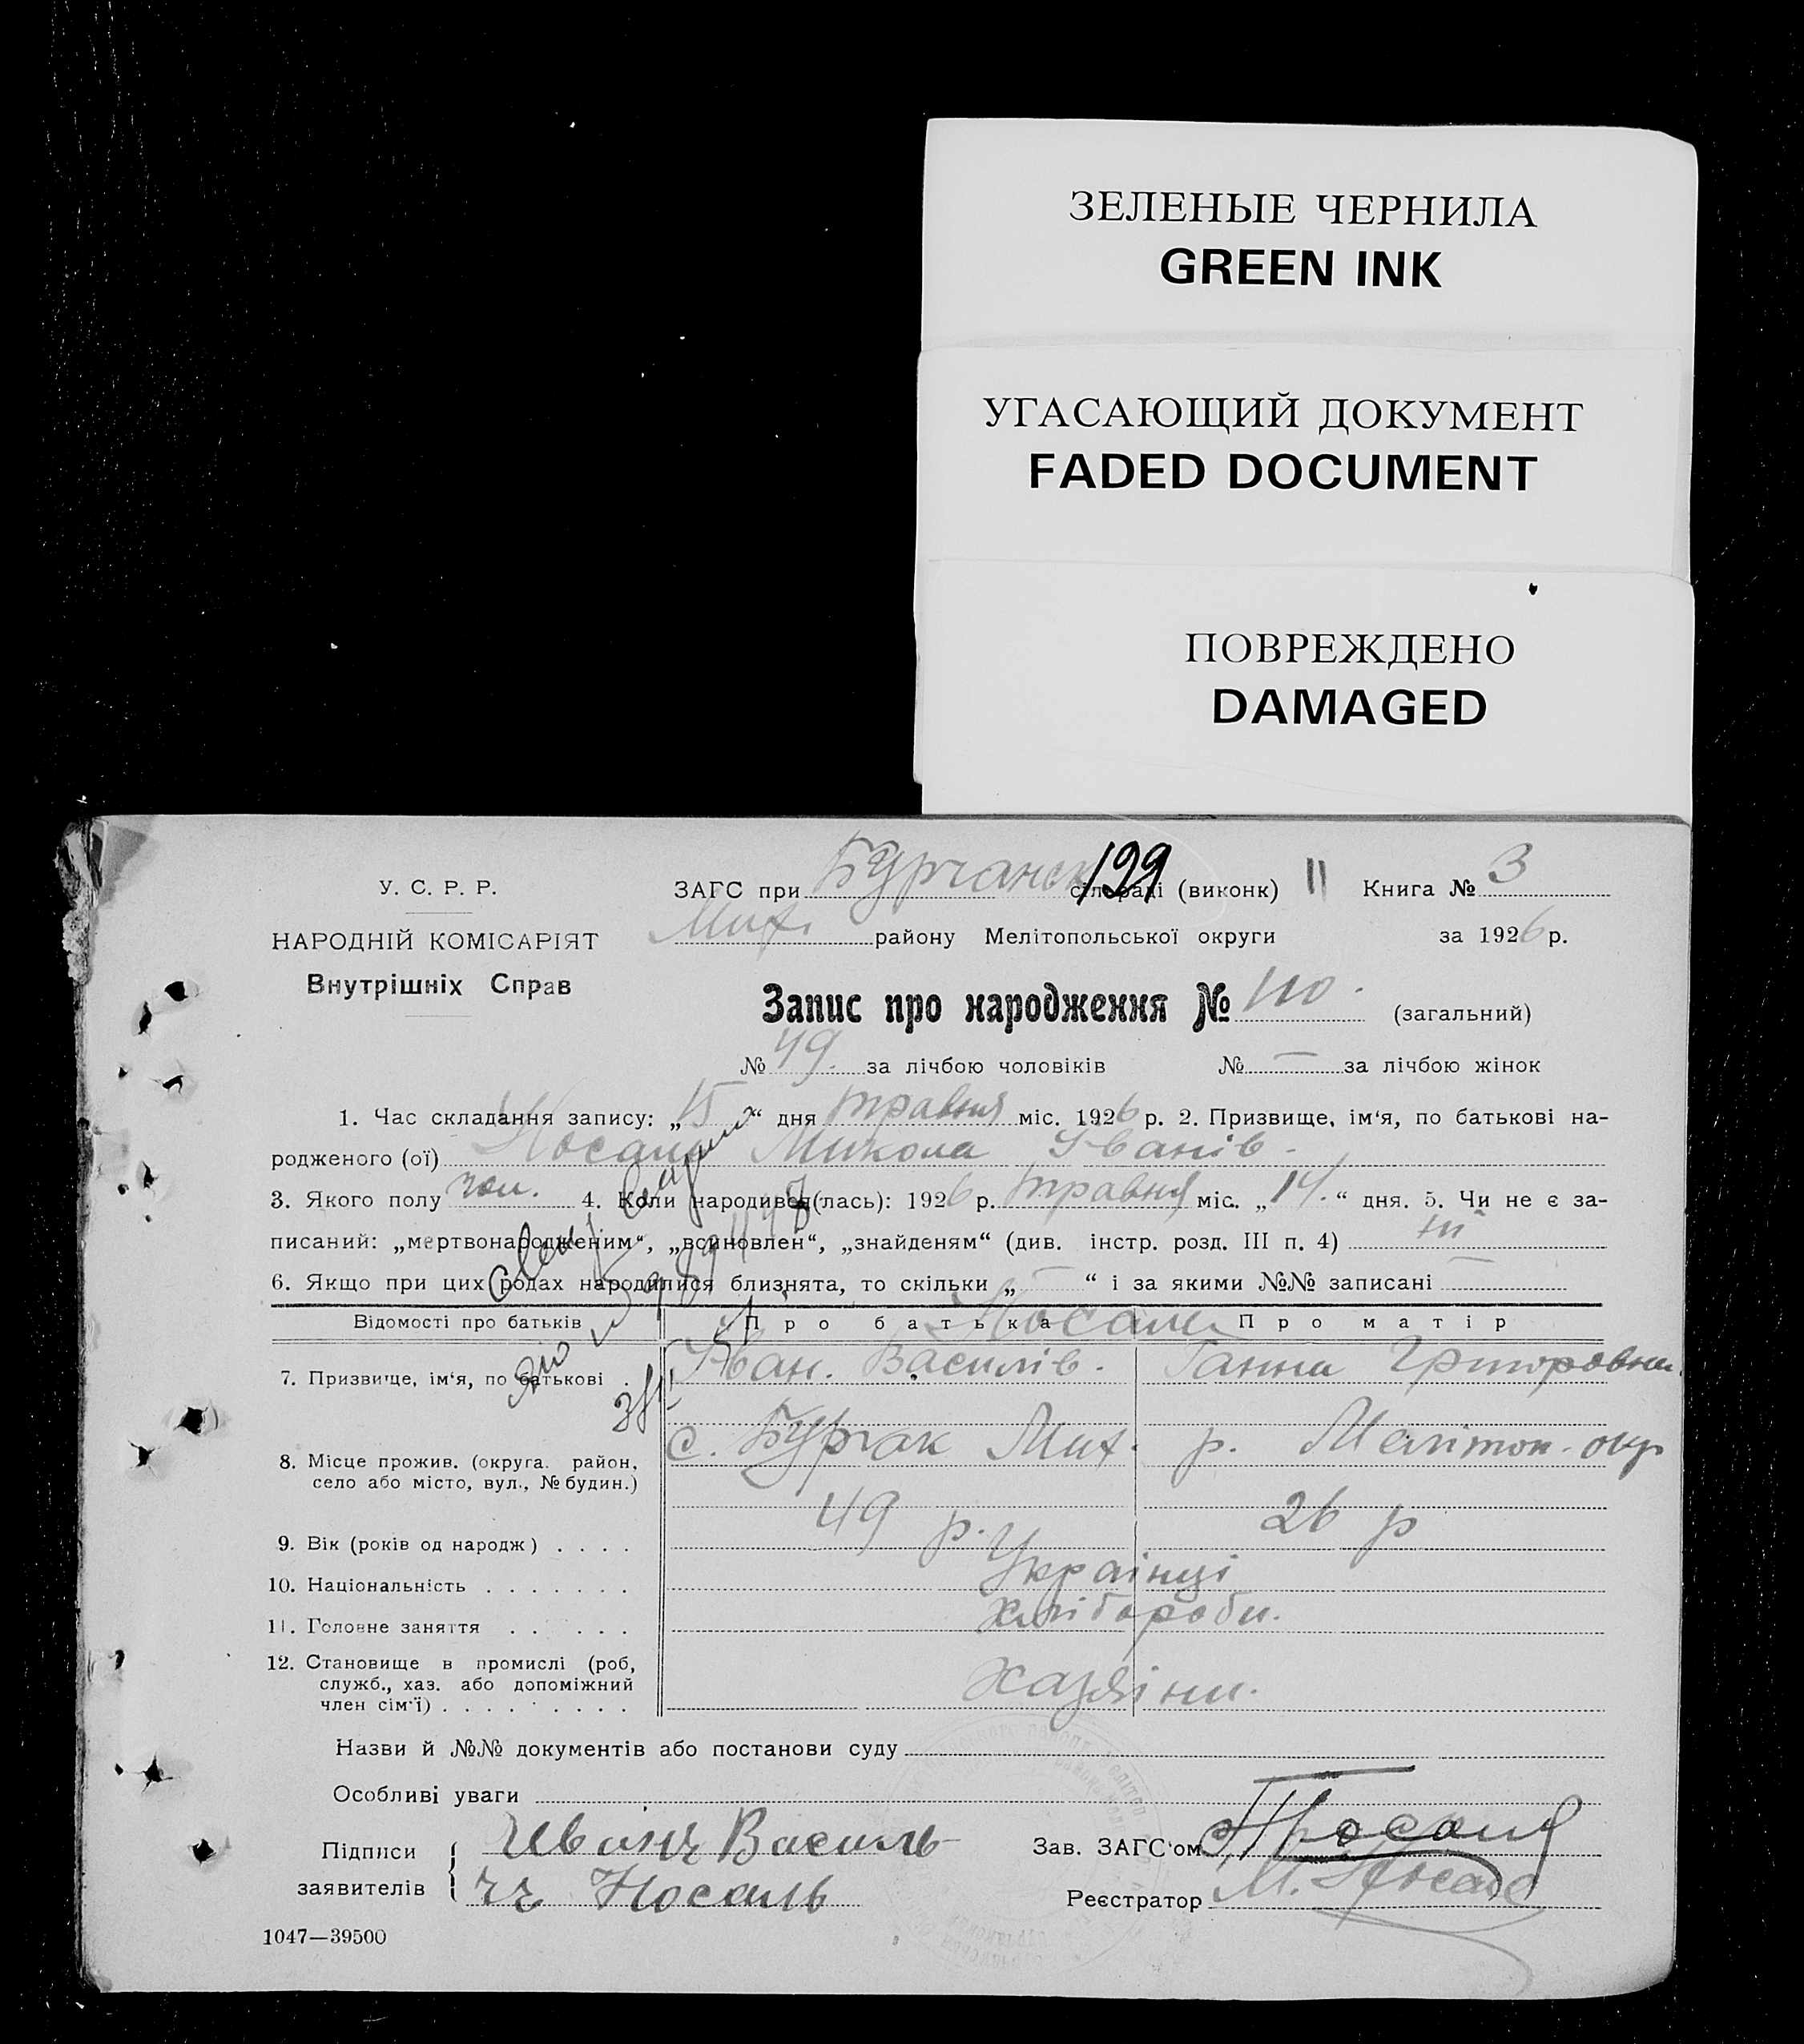 ЗЕЛЕНЫЕ ЧЕРНИЛА
GREEN INK
УГАСАЮЩИЙ ДОКУМЕНТ
FADED DOCUMENT
ПОВРЕЖДЕНО
DAMAGED
У. С. Р. Р.
НАРОДНІЙ КОМІСАРІЯТ
Внутрішніх Справ
ЗАГС при Бурчанск сільраді (виконк) 199 11 Книга № 3
Мих. району Мелітопольської округи за 1926 р.
Запис про народження № 110. (загальний)
№ 49. за лічбою чоловіків № — за лічбою жінок
1. Час складання запису: „15“ дня травня міс. 1926 р. 2. Призвище, ім‘я, по батькові на-
родженого (ої) Носаль Микола Іванів.
3. Якого полу чол. 4. Коли народився(лась): 1926 р. травня міс. „14.“ дня. 5. Чи не є за-
писаний: „мертвонародженим“, „всиновлен“, „знайденям“ (див. інстр. розд. III п. 4) ні
6. Якщо при цих родах народилися близнята, то скільки „—“ і за якими №№ записані —
Відомості про батьків Про батька Про матір
Носаль
7. Призвище, ім‘я, по батькові . Іван. Василів. Ганна Григоровна.
8. Місце прожив. (округа. район, с. Бурчак Мих. р. Мелітоп. окр
село або місто, вул., № будин.)
9. Вік (років од народж) . . . . 49 р. 26 р
10. Національність . . . . . . . Українці
11. Головне заняття . . . . . Хлібороби.
12. Становище в промислі (роб,
служб., хаз. або допоміжний
член сім‘ї) . . . . . . . . Хазяїни.
Назви й №№ документів або постанови суду
Особливі уваги
Підписи Иванъ Василь
заявителів Носаль
Зав. ЗАГС‘ом Носаль
Реєстратор М. Носаль
1047—39500